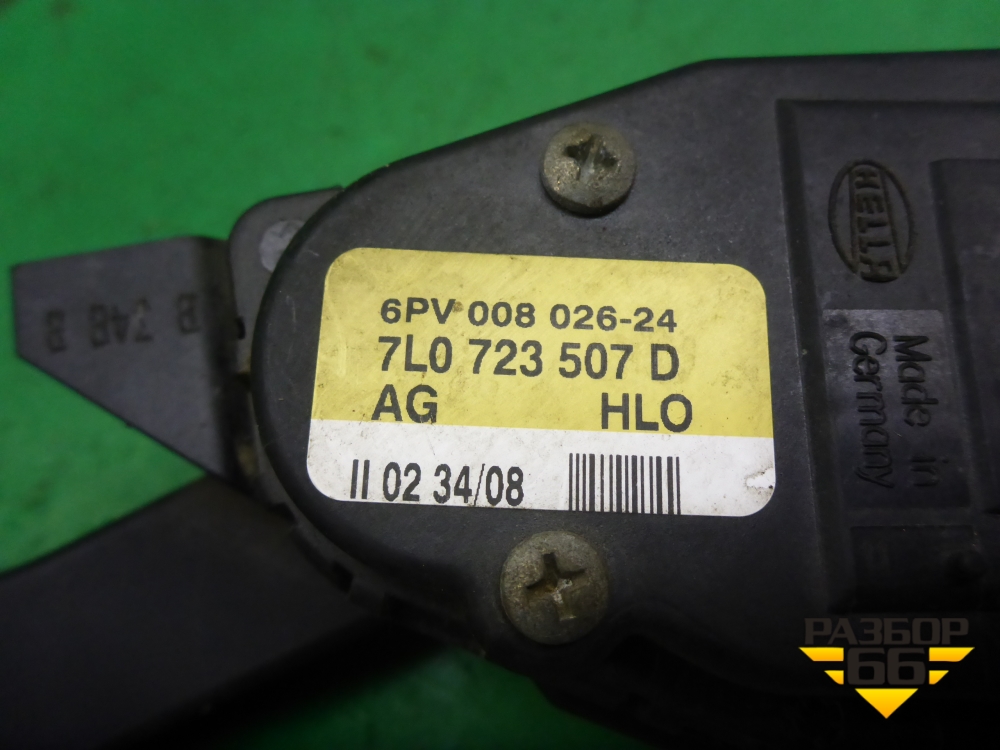 6PV 008 026-24
7L0 723 507 D
AG HLO
II 02 34/08
HELLA
Made in
Germany
РАЗБОР
66